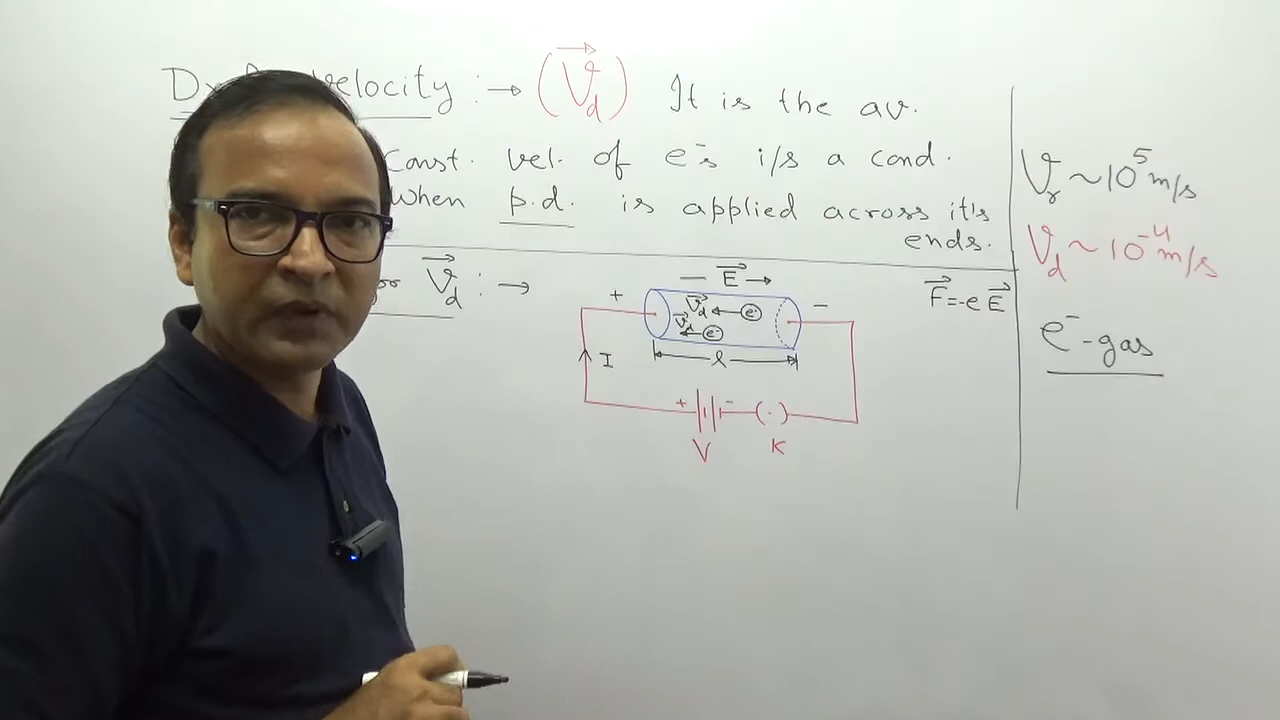 velocity :→ (V⃗d) It is the av.
Const. vel. of e⁻s i/s a cond.
When p.d. is applied across it's
ends.
or V⃗d :→
— E⃗ →
+ −
V⃗d e⁻
V⃗d e⁻
l
I
+ −
V K
F⃗=-e E⃗
Vr ~ 10⁵ m/s
Vd ~ 10⁻⁴ m/s
e⁻-gas